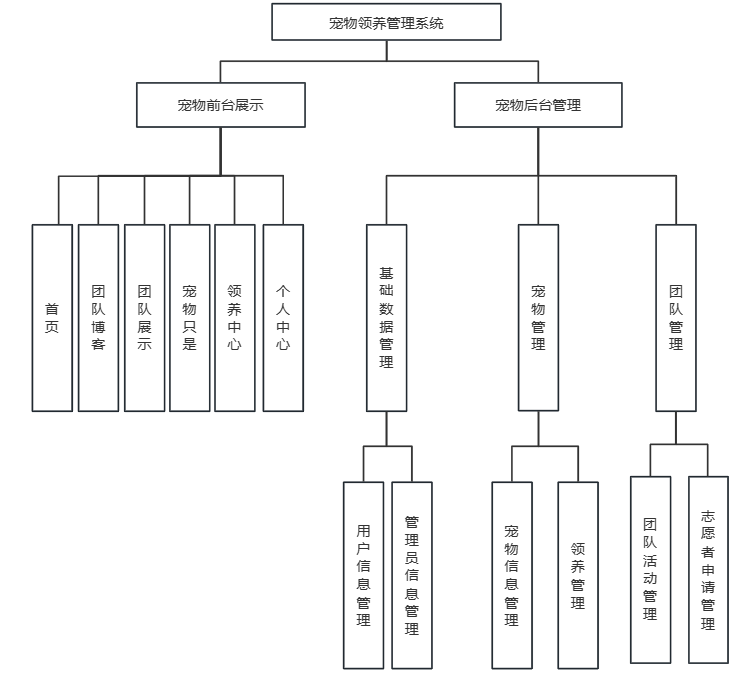 宠物领养管理系统
宠物前台展示
宠物后台管理
首页
团队博客
团队展示
宠物只是
领养中心
个人中心
基础数据管理
宠物管理
团队管理
用户信息管理
管理员信息管理
宠物信息管理
领养管理
团队活动管理
志愿者申请管理